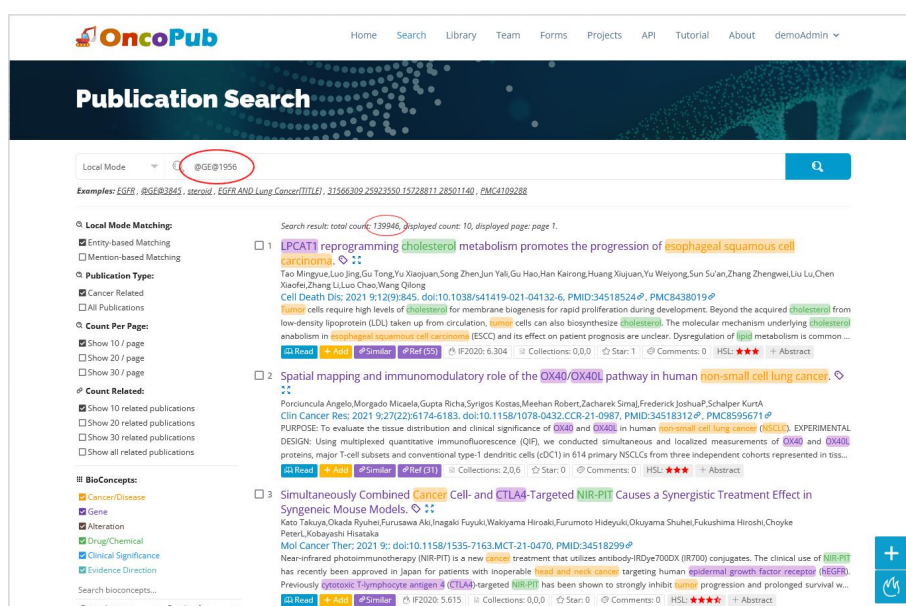 OncoPub
Home Search Library Team Forms Projects API Tutorial About demoAdmin
Publication Search
Local Mode @GE@1956
Examples: EGFR , @GE@3845 , steroid , EGFR AND Lung Cancer[TITLE] , 31566309 25923550 15728811 28501140 , PMC4109288
Local Mode Matching:
Entity-based Matching
Mention-based Matching
Publication Type:
Cancer Related
All Publications
Count Per Page:
Show 10 / page
Show 20 / page
Show 30 / page
Count Related:
Show 10 related publications
Show 20 related publications
Show 30 related publications
Show all related publications
BioConcepts:
Cancer/Disease
Gene
Alteration
Drug/Chemical
Clinical Significance
Evidence Direction
Search bioconcepts...
Search result: total count: 139946, displayed count: 10, displayed page: page 1.
1 LPCAT1 reprogramming cholesterol metabolism promotes the progression of esophageal squamous cell
carcinoma.
Tao Mingyue,Luo Jing,Gu Tong,Yu Xiaojuan,Song Zhen,Jun Yali,Gu Hao,Han Kairong,Huang Xiujuan,Yu Weiyong,Sun Su'an,Zhang Zhengwei,Liu Lu,Chen
Xiaofei,Zhang Li,Luo Chao,Wang Qilong
Cell Death Dis; 2021 9;12(9):845. doi:10.1038/s41419-021-04132-6, PMID:34518524 , PMC8438019
Tumor cells require high levels of cholesterol for membrane biogenesis for rapid proliferation during development. Beyond the acquired cholesterol from
low-density lipoprotein (LDL) taken up from circulation, tumor cells can also biosynthesize cholesterol. The molecular mechanism underlying cholesterol
anabolism in esophageal squamous cell carcinoma (ESCC) and its effect on patient prognosis are unclear. Dysregulation of lipid metabolism is common ...
Read + Add Similar Ref (55) IF2020: 6.304 Collections: 0,0,0 Star: 1 Comments: 0 HSL: ★★★ + Abstract
2 Spatial mapping and immunomodulatory role of the OX40/OX40L pathway in human non-small cell lung cancer.
Porciuncula Angelo,Morgado Micaela,Gupta Richa,Syrigos Kostas,Meehan Robert,Zacharek SimaJ,Frederick JoshuaP,Schalper KurtA
Clin Cancer Res; 2021 9;27(22):6174-6183. doi:10.1158/1078-0432.CCR-21-0987, PMID:34518312 , PMC8595671
PURPOSE: To evaluate the tissue distribution and clinical significance of OX40 and OX40L in human non-small cell lung cancer (NSCLC). EXPERIMENTAL
DESIGN: Using multiplexed quantitative immunofluorescence (QIF), we conducted simultaneous and localized measurements of OX40 and OX40L
proteins, major T-cell subsets and conventional type-1 dendritic cells (cDC1) in 614 primary NSCLCs from three independent cohorts represented in tiss...
Read + Add Similar Ref (31) Collections: 2,0,6 Star: 0 Comments: 0 HSL: ★★★ + Abstract
3 Simultaneously Combined Cancer Cell- and CTLA4-Targeted NIR-PIT Causes a Synergistic Treatment Effect in
Syngeneic Mouse Models.
Kato Takuya,Okada Ryuhei,Furusawa Aki,Inagaki Fuyuki,Wakiyama Hiroaki,Furumoto Hideyuki,Okuyama Shuhei,Fukushima Hiroshi,Choyke
PeterL,Kobayashi Hisataka
Mol Cancer Ther; 2021 9;: doi:10.1158/1535-7163.MCT-21-0470, PMID:34518299
Near-infrared photoimmunotherapy (NIR-PIT) is a new cancer treatment that utilizes antibody-IRDye700DX (IR700) conjugates. The clinical use of NIR-PIT
has recently been approved in Japan for patients with inoperable head and neck cancer targeting human epidermal growth factor receptor (hEGFR).
Previously cytotoxic T-lymphocyte antigen 4 (CTLA4)-targeted NIR-PIT has been shown to strongly inhibit tumor progression and prolonged survival w...
Read + Add Similar IF2020: 5.615 Collections: 0,0,0 Star: 0 Comments: 0 HSL: ★★★ + Abstract